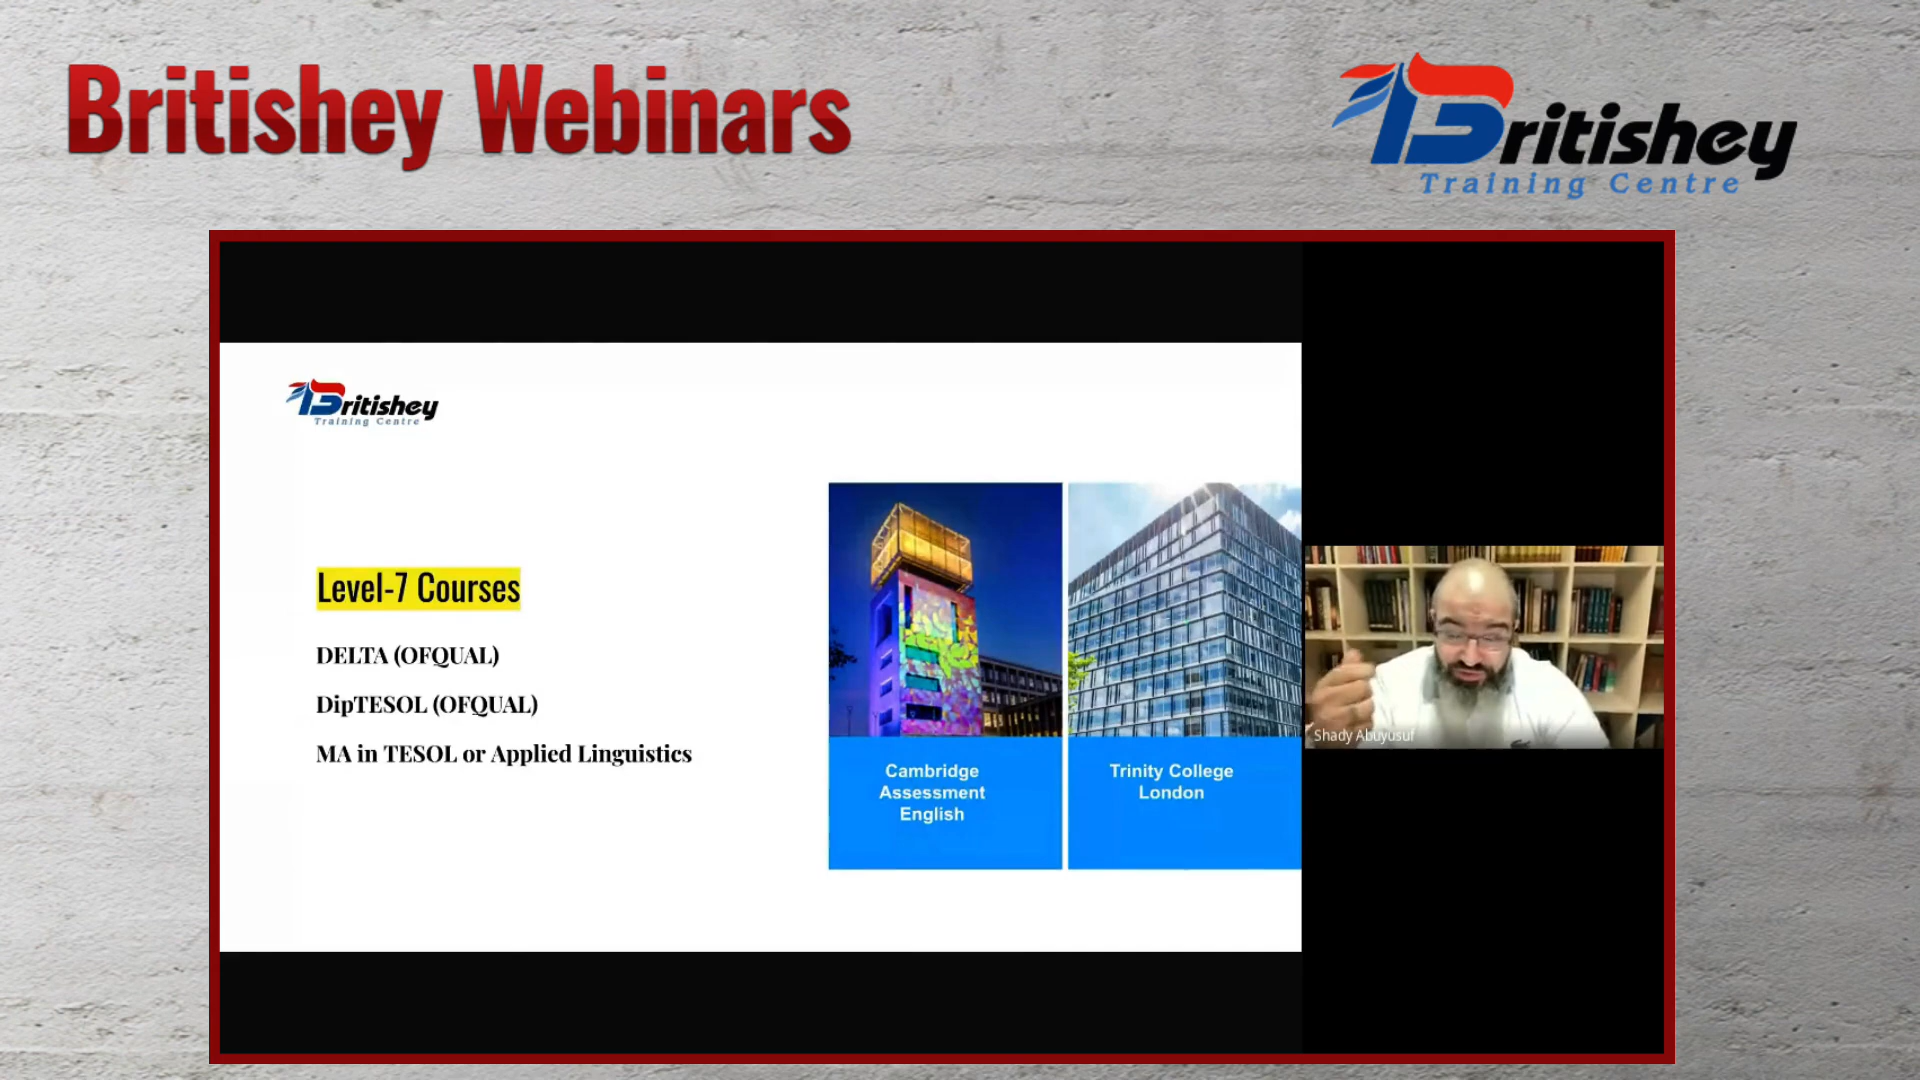 Britishey Webinars
Britishey
Training Centre
Britishey
Training Centre
Level-7 Courses
DELTA (OFQUAL)
DipTESOL (OFQUAL)
MA in TESOL or Applied Linguistics
Cambridge
Assessment
English
Trinity College
London
Shady Abuyusuf